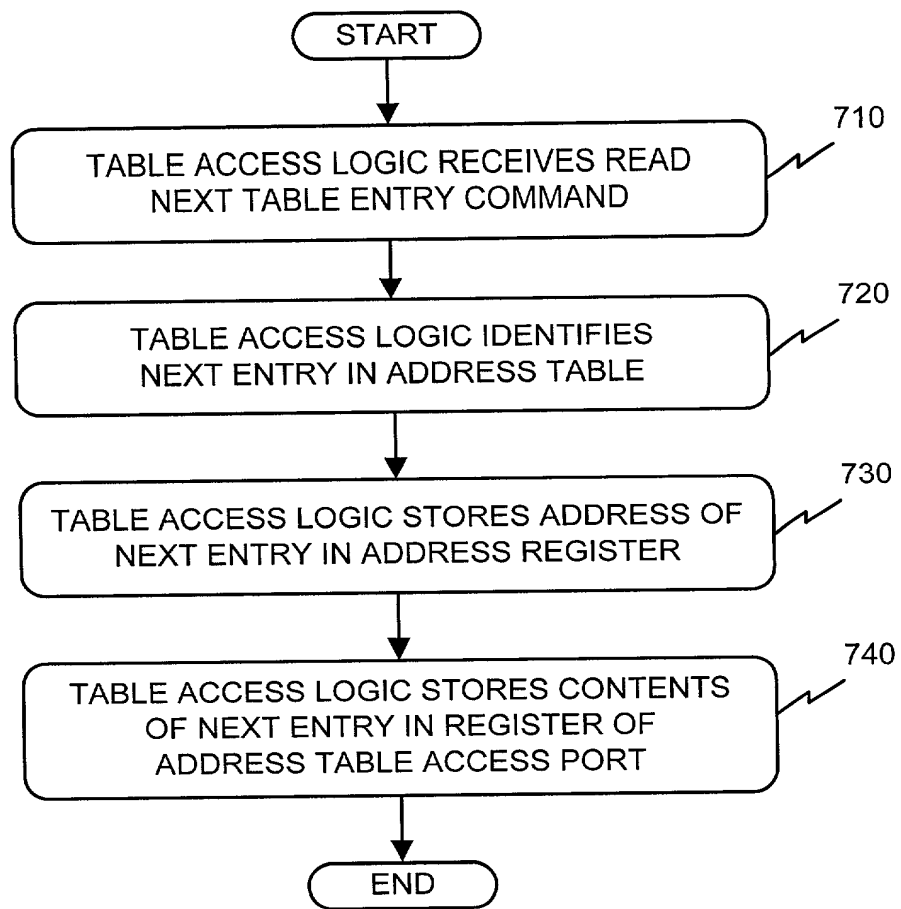 START
710
TABLE ACCESS LOGIC RECEIVES READ
NEXT TABLE ENTRY COMMAND
720
TABLE ACCESS LOGIC IDENTIFIES
NEXT ENTRY IN ADDRESS TABLE
730
TABLE ACCESS LOGIC STORES ADDRESS OF
NEXT ENTRY IN ADDRESS REGISTER
740
TABLE ACCESS LOGIC STORES CONTENTS
OF NEXT ENTRY IN REGISTER OF
ADDRESS TABLE ACCESS PORT
END